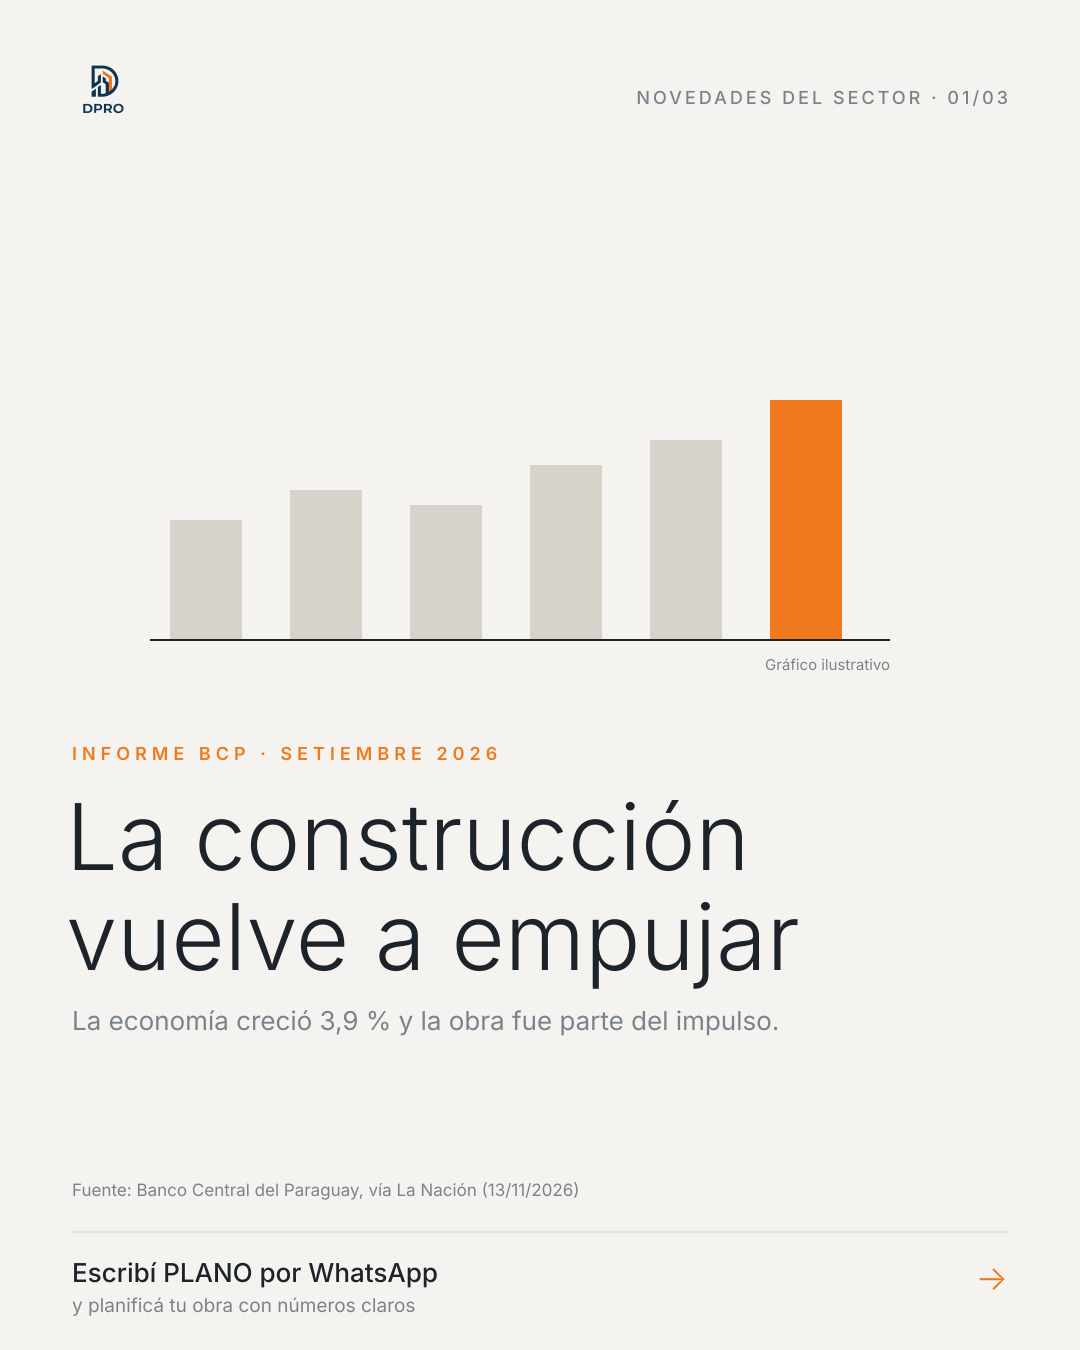 DPRO
NOVEDADES DEL SECTOR · 01/03
Gráfico ilustrativo
INFORME BCP · SETIEMBRE 2026
La construcción
vuelve a empujar
La economía creció 3,9 % y la obra fue parte del impulso.
Fuente: Banco Central del Paraguay, vía La Nación (13/11/2026)
Escribí PLANO por WhatsApp
y planificá tu obra con números claros